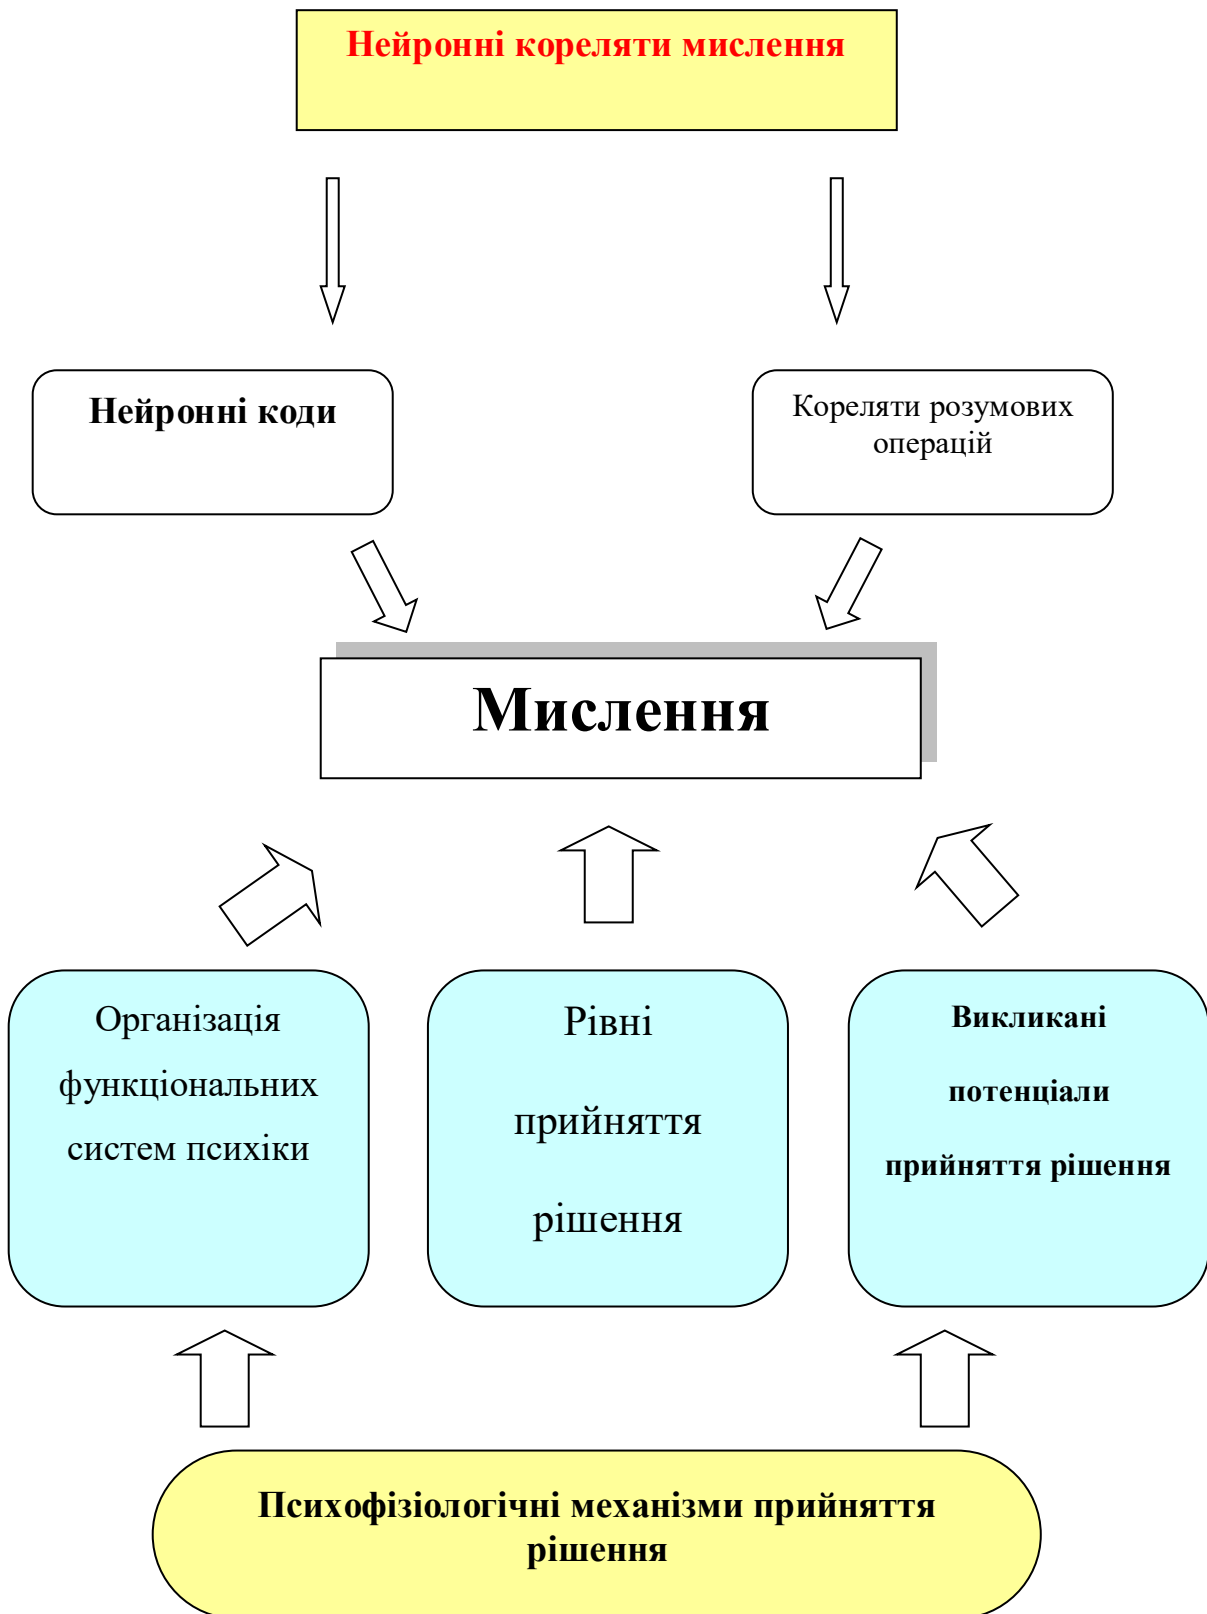 Нейронні кореляти мислення
Нейронні коди
Кореляти розумових
операцій
Мислення
Організація
функціональних
систем психіки
Рівні
прийняття
рішення
Викликані
потенціали
прийняття рішення
Психофізіологічні механізми прийняття
рішення